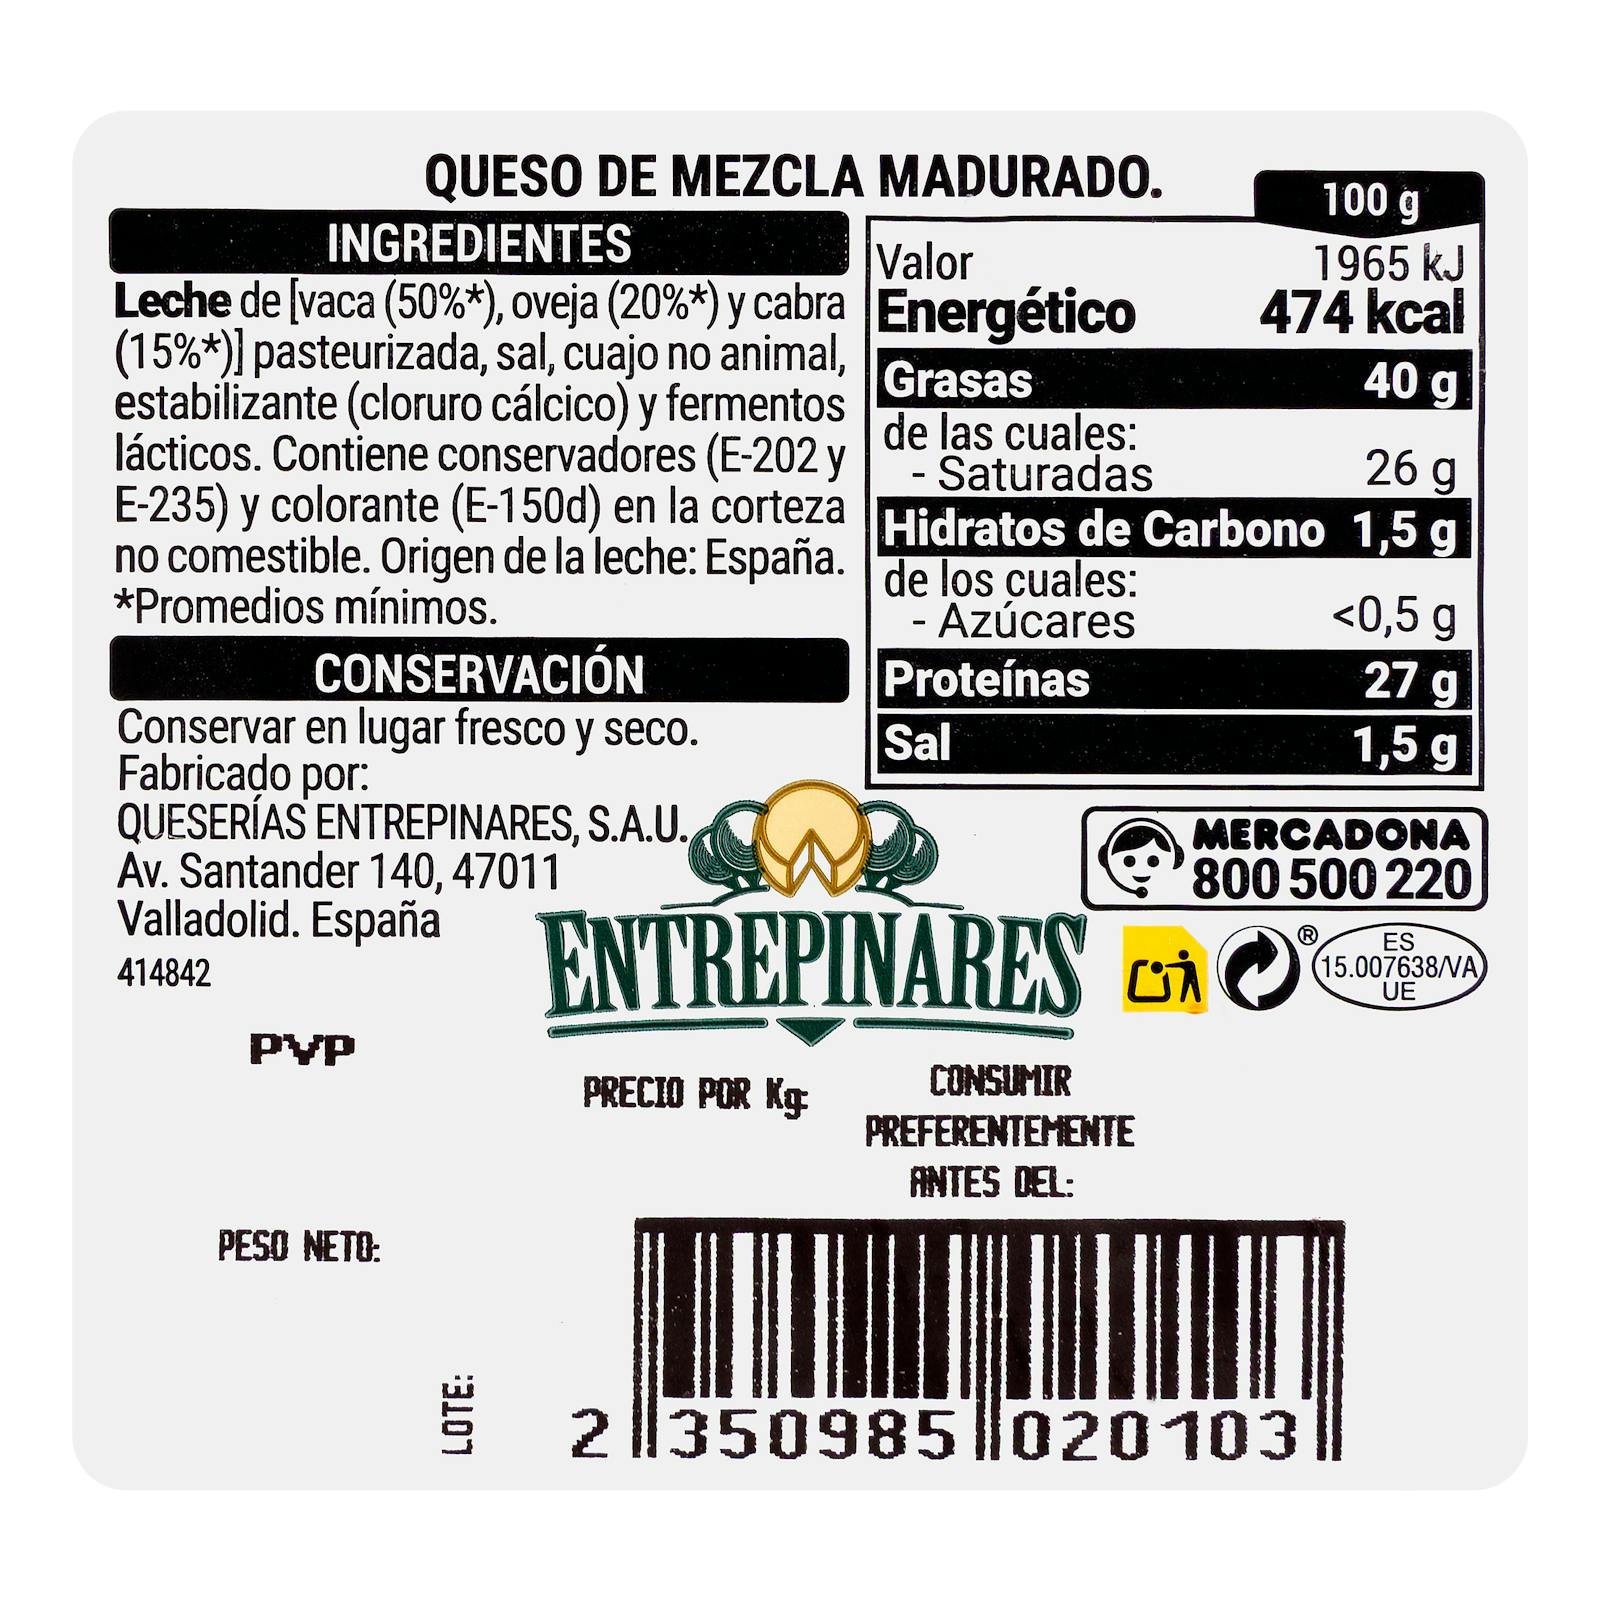 QUESO DE MEZCLA MADURADO.
INGREDIENTES
Leche de [vaca (50%*), oveja (20%*) y cabra
(15%*)] pasteurizada, sal, cuajo no animal,
estabilizante (cloruro cálcico) y fermentos
lácticos. Contiene conservadores (E-202 y
E-235) y colorante (E-150d) en la corteza
no comestible. Origen de la leche: España.
*Promedios mínimos.
CONSERVACIÓN
Conservar en lugar fresco y seco.
Fabricado por:
QUESERÍAS ENTREPINARES, S.A.U.
Av. Santander 140, 47011
Valladolid. España
414842
100 g
Valor 1965 kJ
Energético 474 kcal
Grasas 40 g
de las cuales:
- Saturadas 26 g
Hidratos de Carbono 1,5 g
de los cuales:
- Azúcares <0,5 g
Proteínas 27 g
Sal 1,5 g
MERCADONA
800 500 220
ENTREPINARES
®
ES
15.007638/VA
UE
PVP
PRECIO POR Kg:
CONSUMIR
PREFERENTEMENTE
ANTES DEL:
PESO NETO:
LOTE:
2 350985 020103